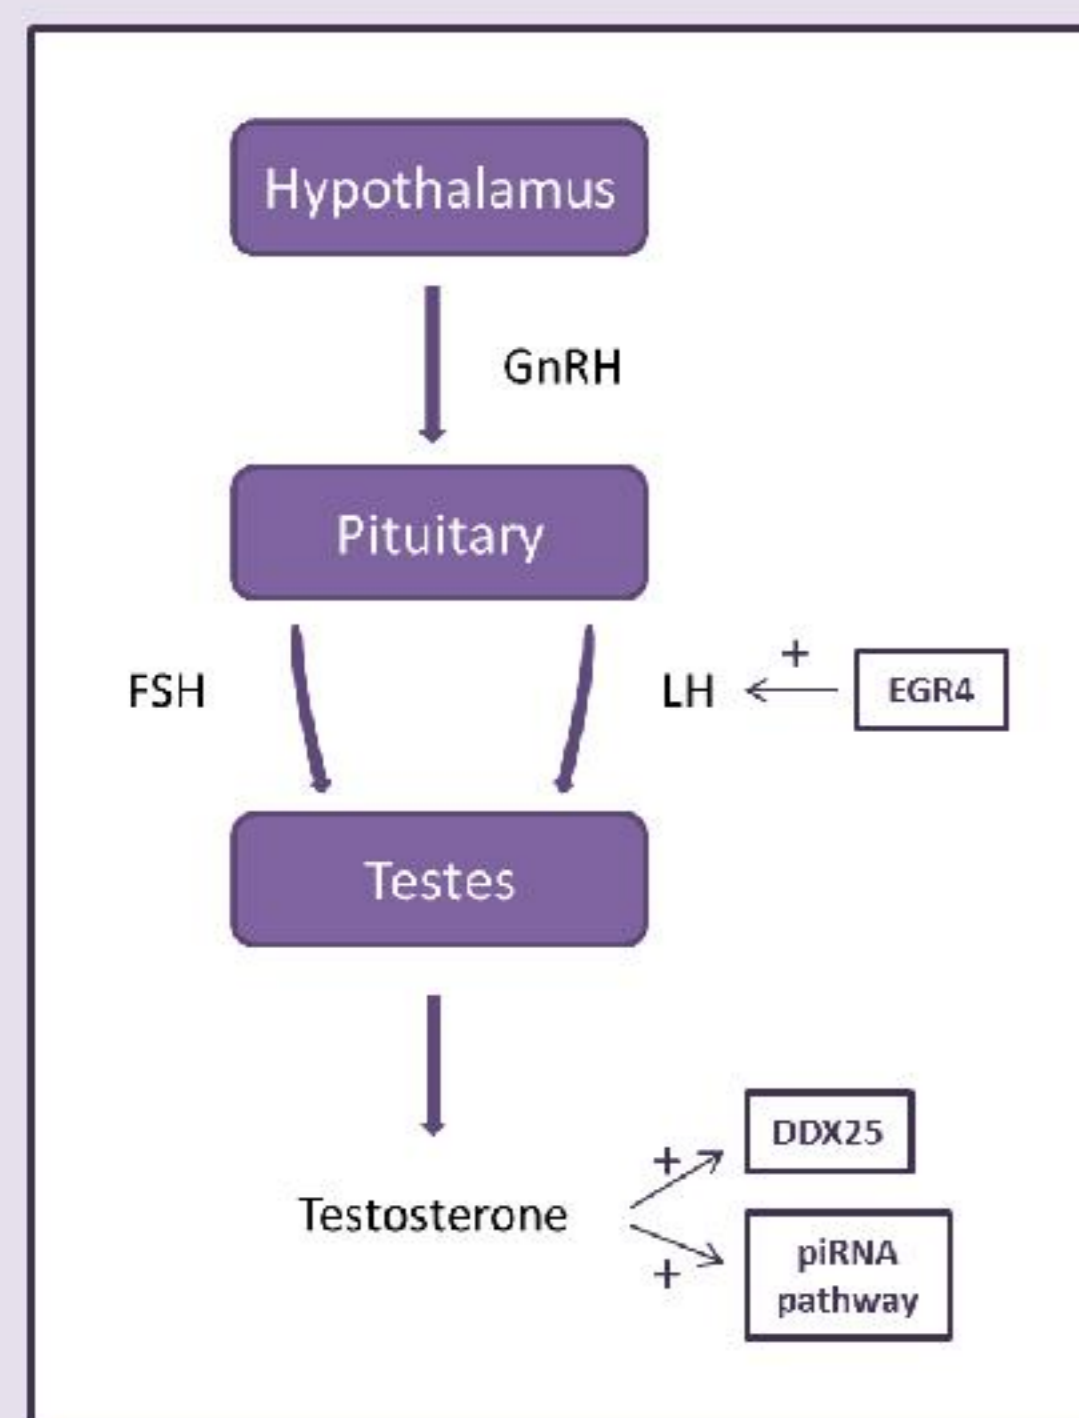 Hypothalamus
GnRH
Pituitary
FSH
LH
+
EGR4
Testes
DDX25
+
Testosterone
+
piRNA
pathway